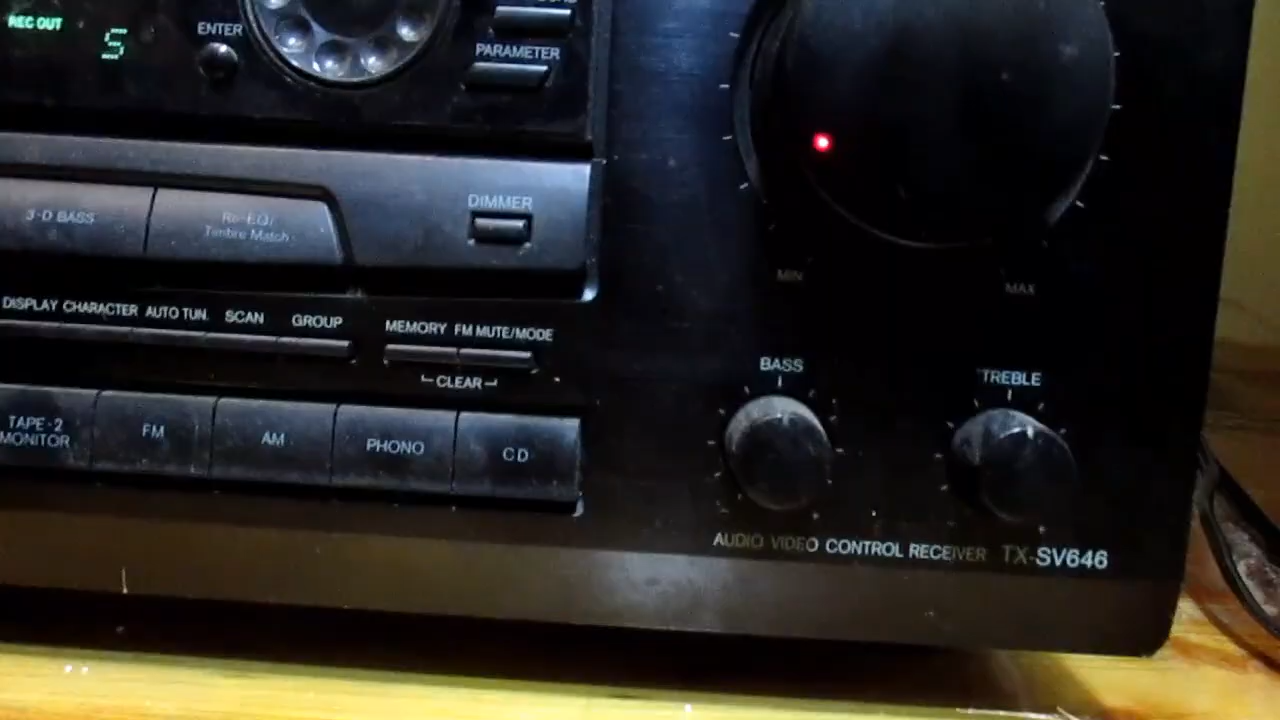 REC OUT
5
ENTER
PARAMETER
3-D BASS
Re-EQ/
Timbre Match
DIMMER
MIN
MAX
DISPLAY CHARACTER AUTO TUN. SCAN GROUP
MEMORY FM MUTE/MODE
CLEAR
BASS
TREBLE
TAPE-2
MONITOR
FM
AM
PHONO
CD
AUDIO VIDEO CONTROL RECEIVER TX-SV646